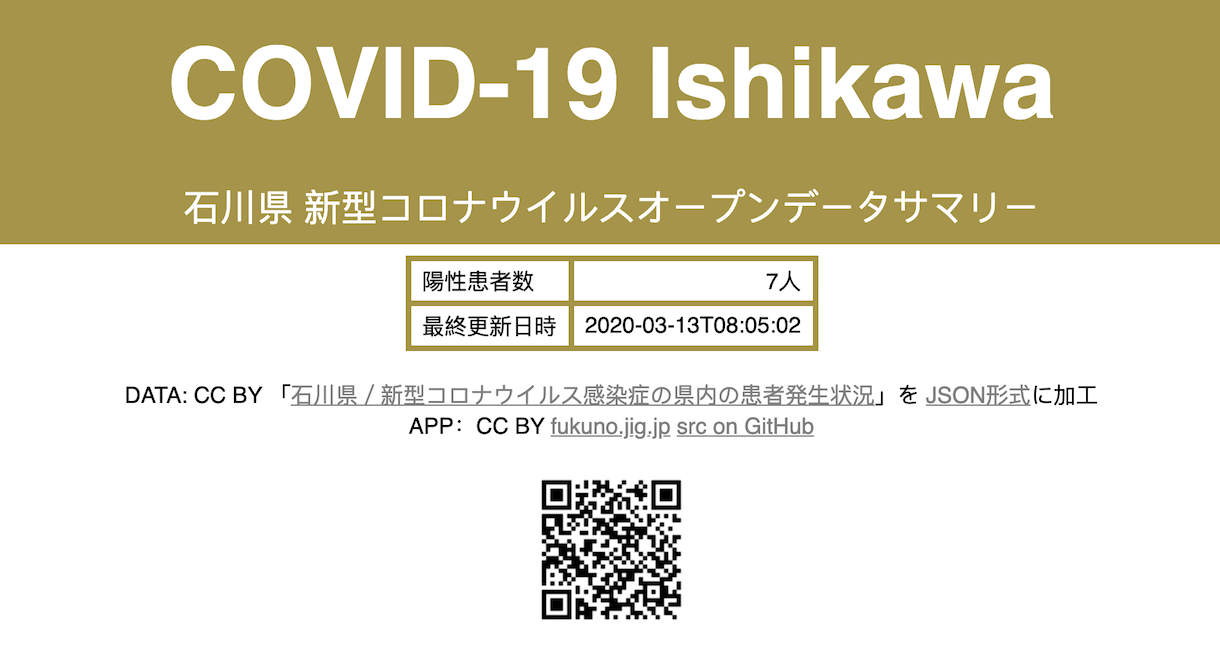 COVID-19 Ishikawa
石川県 新型コロナウイルスオープンデータサマリー
陽性患者数 7人
最終更新日時 2020-03-13T08:05:02
DATA: CC BY 「石川県 / 新型コロナウイルス感染症の県内の患者発生状況」を JSON形式に加工
APP：CC BY fukuno.jig.jp src on GitHub